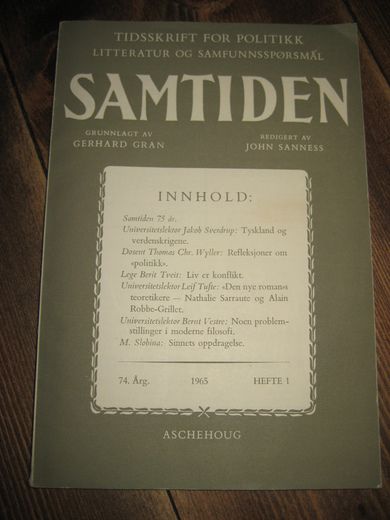 TIDSSKRIFT FOR POLITIKK
LITTERATUR OG SAMFUNNSSPØRSMÅL
SAMTIDEN
GRUNNLAGT AV
GERHARD GRAN
REDIGERT AV
JOHN SANNESS
INNHOLD:
Samtiden 75 år.
Universitetslektor Jakob Sverdrup: Tyskland og
verdenskrigene.
Dosent Thomas Chr. Wyller: Refleksjoner om
«politikk».
Lege Berit Tveit: Liv er konflikt.
Universitetslektor Leif Tufte: «Den nye roman»s
teoretikere — Nathalie Sarraute og Alain
Robbe-Grillet.
Universitetslektor Bernt Vestre: Noen problem-
stillinger i moderne filosofi.
M. Slobina: Sinnets oppdragelse.
74. Årg. 1965 HEFTE 1
ASCHEHOUG